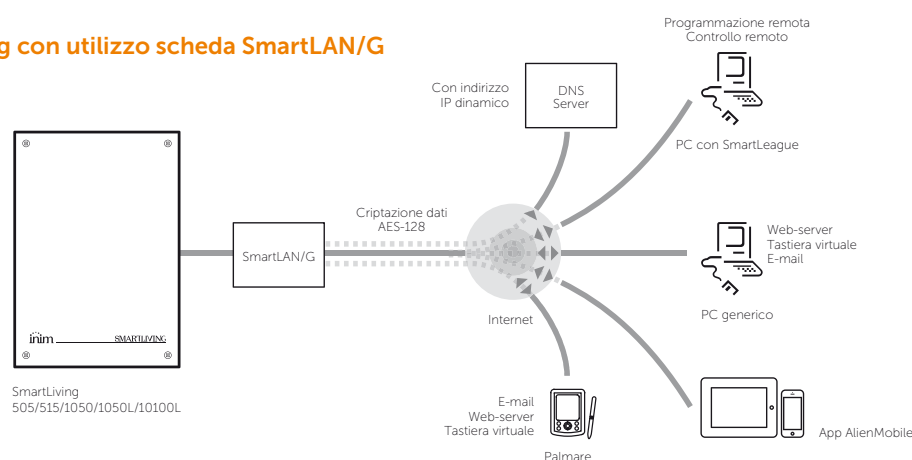 g con utilizzo scheda SmartLAN/G
Programmazione remota
Controllo remoto
Con indirizzo
IP dinamico
DNS
Server
PC con SmartLeague
Criptazione dati
AES-128
SmartLAN/G
Web-server
Tastiera virtuale
E-mail
PC generico
Internet
inim
SMARTLIVING
SmartLiving
505/515/1050/1050L/10100L
E-mail
Web-server
Tastiera virtuale
Palmare
App AlienMobile